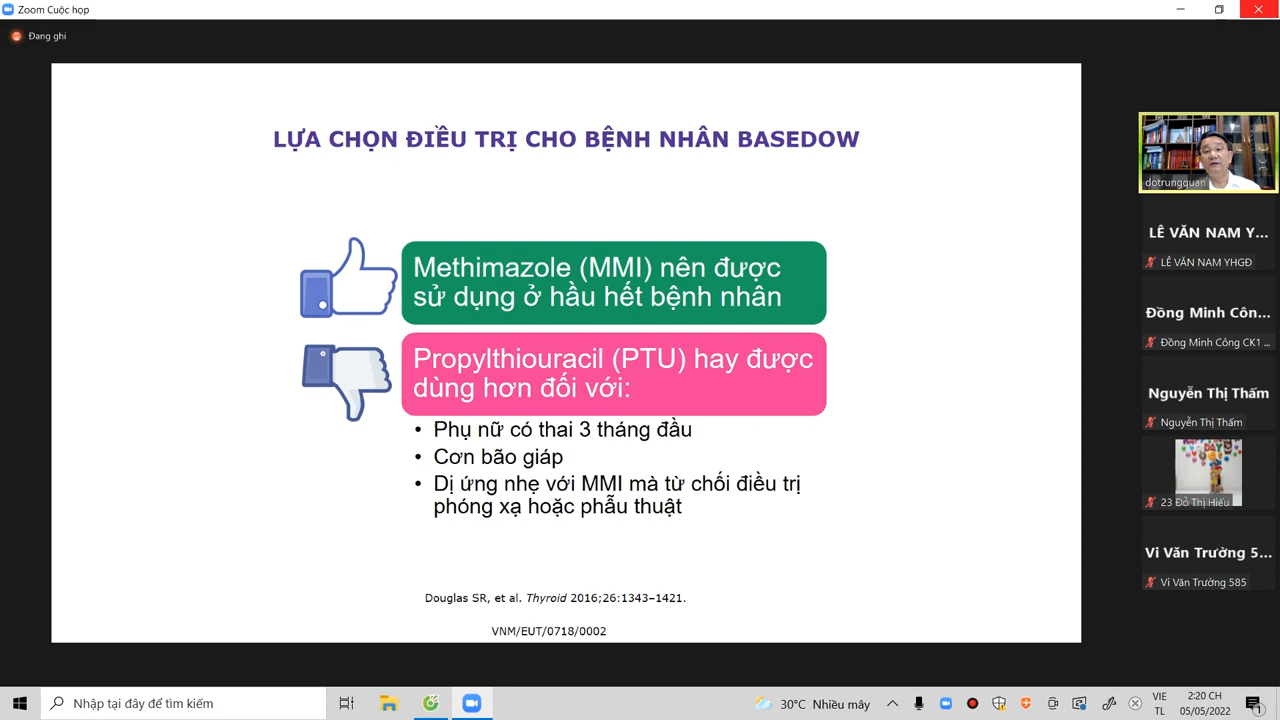 Zoom Cuộc họp
Đang ghi
LỰA CHỌN ĐIỀU TRỊ CHO BỆNH NHÂN BASEDOW
Methimazole (MMI) nên được
sử dụng ở hầu hết bệnh nhân
Propylthiouracil (PTU) hay được
dùng hơn đối với:
• Phụ nữ có thai 3 tháng đầu
• Cơn bão giáp
• Dị ứng nhẹ với MMI mà từ chối điều trị
phóng xạ hoặc phẫu thuật
Douglas SR, et al. Thyroid 2016;26:1343–1421.
VNM/EUT/0718/0002
dotrungquan
LÊ VĂN NAM Y...
LÊ VĂN NAM YHGĐ
Đồng Minh Côn...
Đồng Minh Công CK1 ...
Nguyễn Thị Thấm
Nguyễn Thị Thấm
23 Đỗ Thị Hiếu
Vi Văn Trường 5...
Vi Văn Trường 585
Nhập tại đây để tìm kiếm
30°C Nhiều mây
VIE
TL
2:20 CH
05/05/2022
1